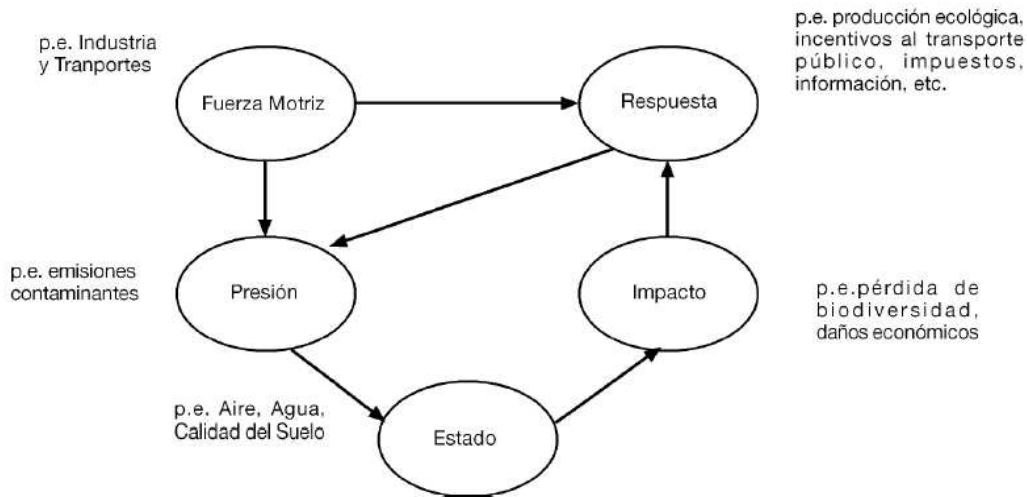 p.e. Industria
y Tranportes
Fuerza Motriz
Respuesta
p.e. producción ecológica,
incentivos al transporte
público, impuestos,
información, etc.
p.e. emisiones
contaminantes
Presión
Impacto
p.e.pérdida de
biodiversidad,
daños económicos
p.e. Aire, Agua,
Calidad del Suelo
Estado